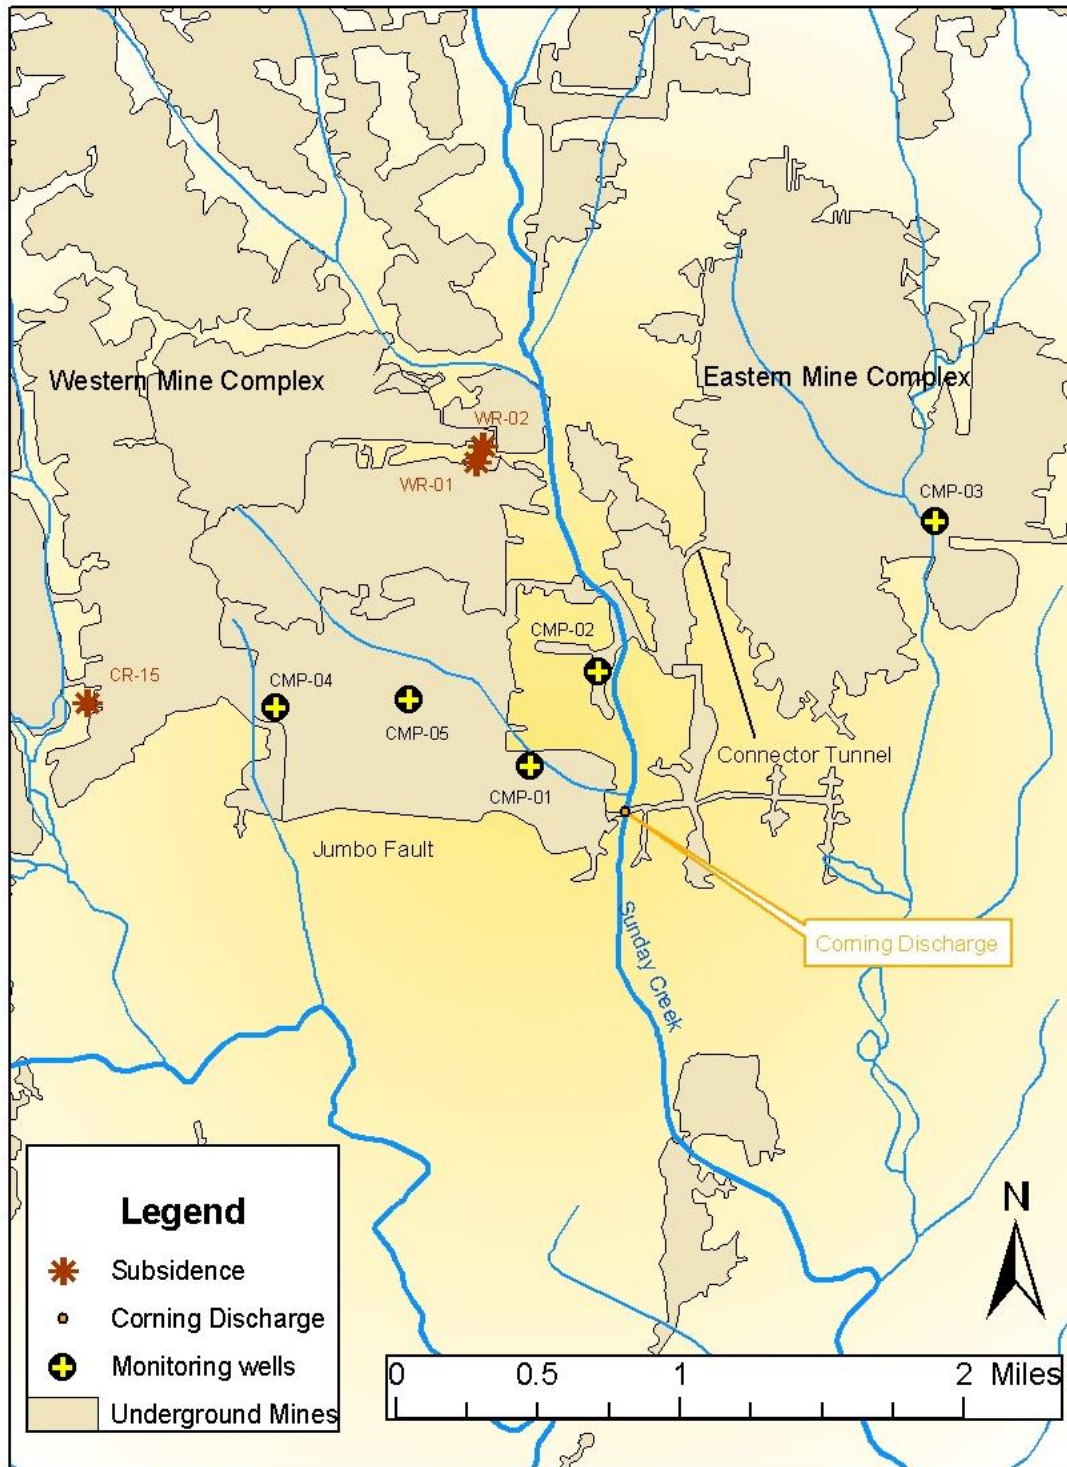 Western Mine Complex
Eastern Mine Complex
WR-02
WR-01
CMP-03
CMP-02
CR-15
CMP-04
CMP-05
Connector Tunnel
CMP-01
Jumbo Fault
Sunday Creek
Corning Discharge
Legend
Subsidence
Corning Discharge
Monitoring wells
Underground Mines
N
0 0.5 1 2 Miles